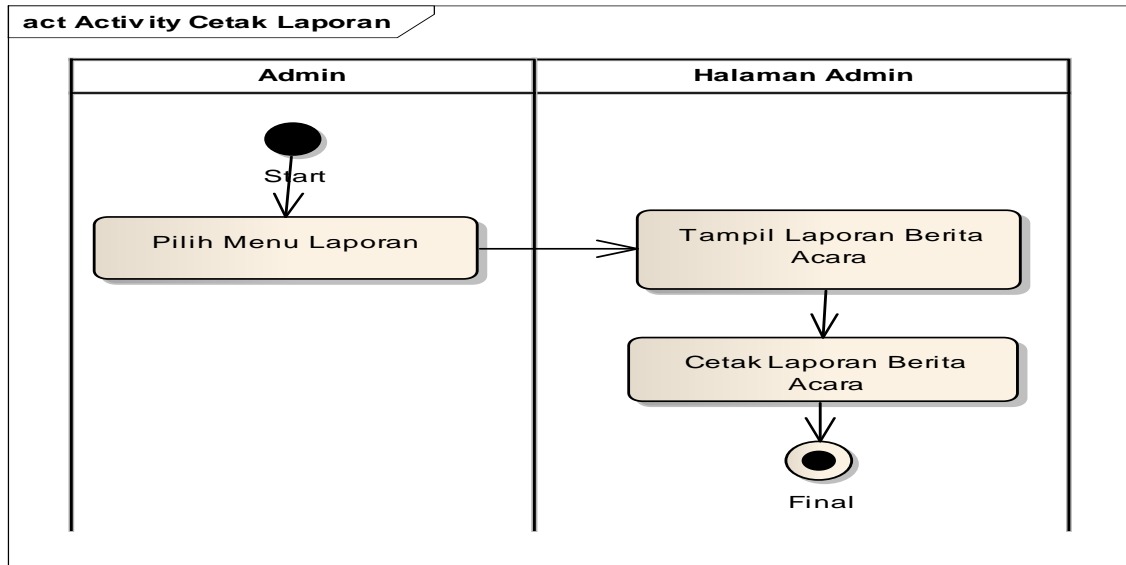 act Activity Cetak Laporan
Admin
Halaman Admin
Start
Pilih Menu Laporan
Tampil Laporan Berita
Acara
Cetak Laporan Berita
Acara
Final